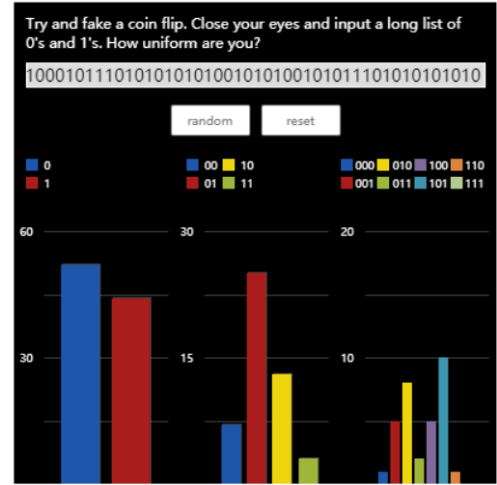 Try and fake a coin flip. Close your eyes and input a long list of
0's and 1's. How uniform are you?
1000101110101010101001010100101011101010101010
random reset
0 00 10 000 010 100 110
1 01 11 001 011 101 111
60 30 20
30 15 10